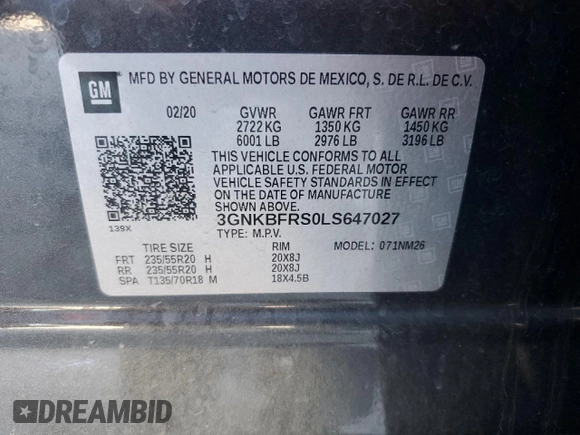 GM
MFD BY GENERAL MOTORS DE MEXICO, S. DE R.L. DE C.V.
02/20 GVWR GAWR FRT GAWR RR
2722 KG 1350 KG 1450 KG
6001 LB 2976 LB 3196 LB
THIS VEHICLE CONFORMS TO ALL
APPLICABLE U.S. FEDERAL MOTOR
VEHICLE SAFETY STANDARDS IN EFFECT
ON THE DATE OF MANUFACTURE
SHOWN ABOVE.
3GNKBFRS0LS647027
139X
TYPE: M.P.V.
TIRE SIZE RIM MODEL: 071NM26
FRT 235/55R20 H 20X8J
RR 235/55R20 H 20X8J
SPA T135/70R18 M 18X4.5B
DREAMBID